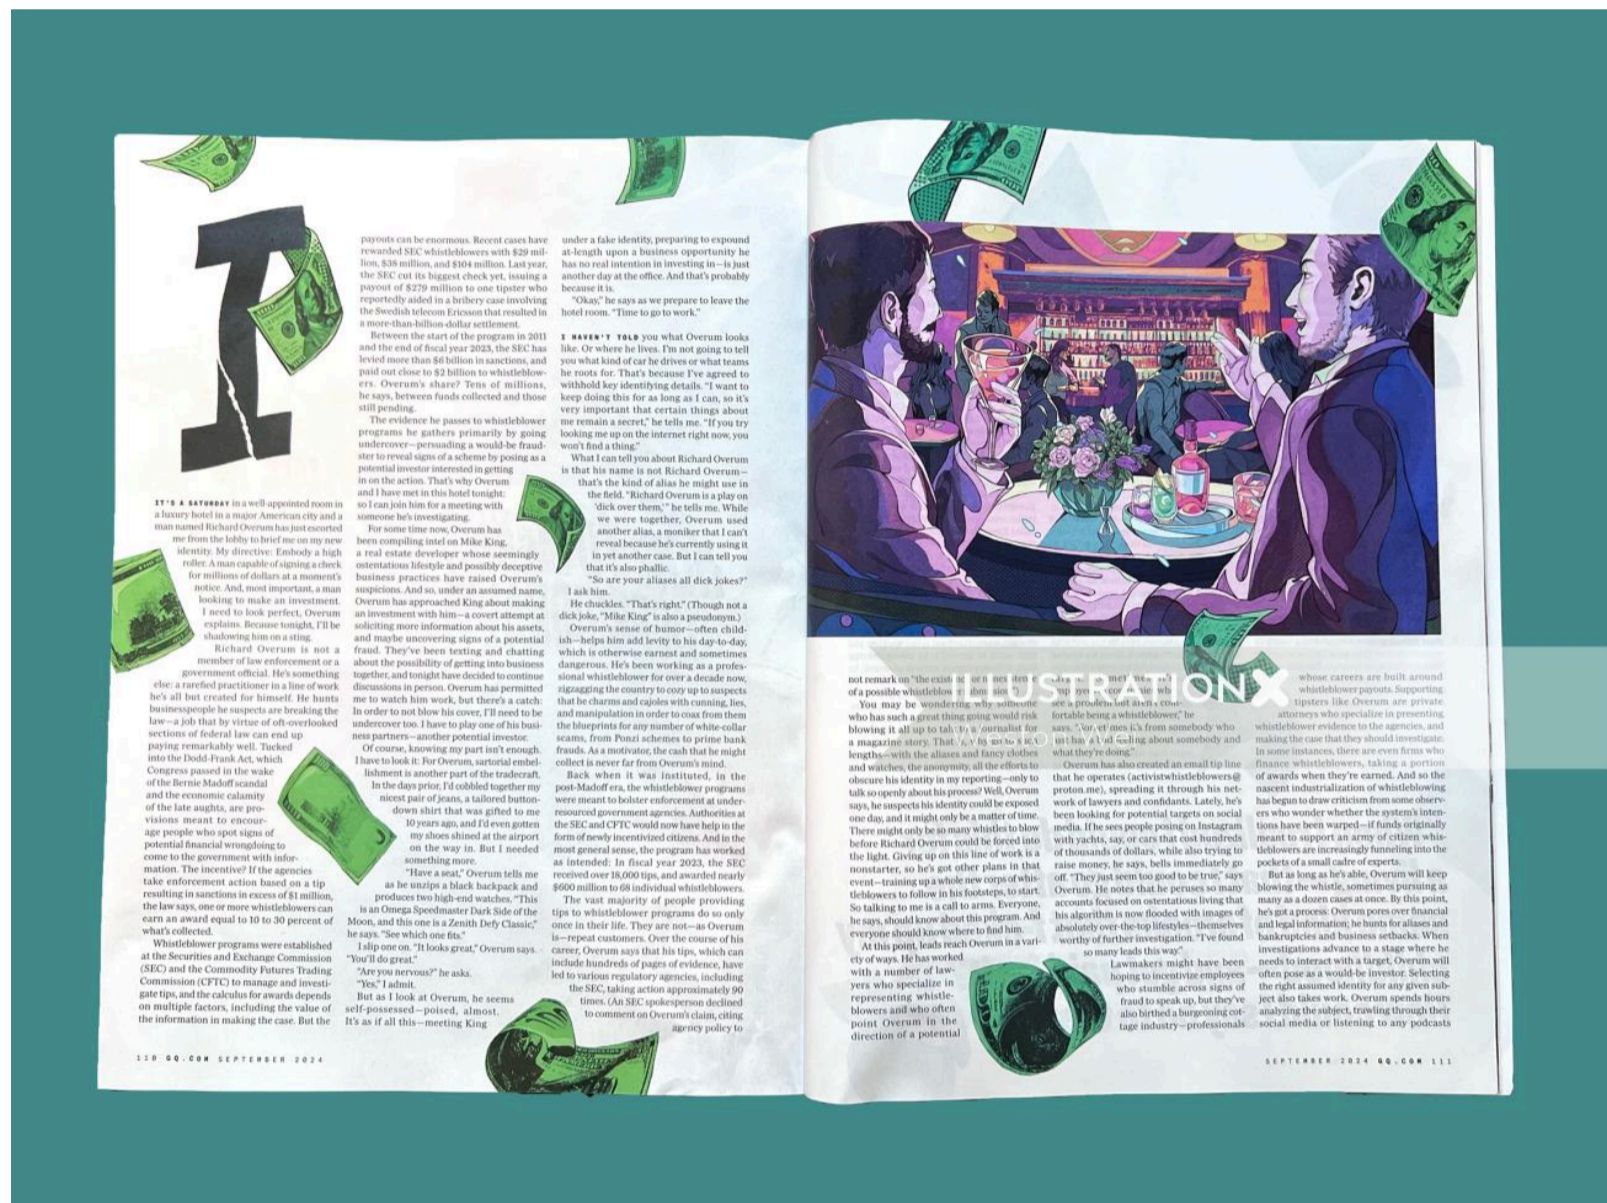 I
IT'S A SATURDAY in a well-appointed room in
a luxury hotel in a major American city and a
man named Richard Overum has just escorted
me from the lobby to brief me on my new
identity. My directive: Embody a high
roller. A man capable of signing a check
for millions of dollars at a moment's
notice. And, most important, a man
looking to make an investment.
I need to look perfect, Overum
explains. Because tonight, I'll be
shadowing him on a sting.
Richard Overum is not a
member of law enforcement or a
government official. He's something
else: a rarefied practitioner in a line of work
he's all but created for himself. He hunts
businesspeople he suspects are breaking the
law—a job that by virtue of oft-overlooked
sections of federal law can end up
paying remarkably well. Tucked
into the Dodd-Frank Act, which
Congress passed in the wake
of the Bernie Madoff scandal
and the economic calamity
of the late aughts, are pro-
visions meant to encour-
age people who spot signs of
potential financial wrongdoing to
come to the government with infor-
mation. The incentive? If the agencies
take enforcement action based on a tip
resulting in sanctions in excess of $1 million,
the law says, one or more whistleblowers can
earn an award equal to 10 to 30 percent of
what's collected.
Whistleblower programs were established
at the Securities and Exchange Commission
(SEC) and the Commodity Futures Trading
Commission (CFTC) to manage and investi-
gate tips, and the calculus for awards depends
on multiple factors, including the value of
the information in making the case. But the
payouts can be enormous. Recent cases have
rewarded SEC whistleblowers with $29 mil-
lion, $38 million, and $104 million. Last year,
the SEC cut its biggest check yet, issuing a
payout of $279 million to one tipster who
reportedly aided in a bribery case involving
the Swedish telecom Ericsson that resulted in
a more-than-billion-dollar settlement.
Between the start of the program in 2011
and the end of fiscal year 2023, the SEC has
levied more than $6 billion in sanctions, and
paid out close to $2 billion to whistleblow-
ers. Overum's share? Tens of millions,
he says, between funds collected and those
still pending.
The evidence he passes to whistleblower
programs he gathers primarily by going
undercover—persuading a would-be fraud-
ster to reveal signs of a scheme by posing as a
potential investor interested in getting
in on the action. That's why Overum
and I have met in this hotel tonight:
so I can join him for a meeting with
someone he's investigating.
For some time now, Overum has
been compiling intel on Mike King,
a real estate developer whose seemingly
ostentatious lifestyle and possibly deceptive
business practices have raised Overum's
suspicions. And so, under an assumed name,
Overum has approached King about making
an investment with him—a covert attempt at
soliciting more information about his assets,
and maybe uncovering signs of a potential
fraud. They've been texting and chatting
about the possibility of getting into business
together, and tonight have decided to continue
discussions in person. Overum has permitted
me to watch him work, but there's a catch:
In order to not blow his cover, I'll need to be
undercover too. I have to play one of his busi-
ness partners—another potential investor.
Of course, knowing my part isn't enough.
I have to look it: For Overum, sartorial embel-
lishment is another part of the tradecraft.
In the days prior, I'd cobbled together my
nicest pair of jeans, a tailored button-
down shirt that was gifted to me
10 years ago, and I'd even gotten
my shoes shined at the airport
on the way in. But I needed
something more.
"Have a seat," Overum tells me
as he unzips a black backpack and
produces two high-end watches. "This
is an Omega Speedmaster Dark Side of the
Moon, and this one is a Zenith Defy Classic,"
he says. "See which one fits."
I slip one on. "It looks great," Overum says.
"You'll do great."
"Are you nervous?" he asks.
"Yes," I admit.
But as I look at Overum, he seems
self-possessed—poised, almost.
It's as if all this—meeting King
under a fake identity, preparing to expound
at-length upon a business opportunity he
has no real intention in investing in—is just
another day at the office. And that's probably
because it is.
"Okay," he says as we prepare to leave the
hotel room. "Time to go to work."
I HAVEN'T TOLD you what Overum looks
like. Or where he lives. I'm not going to tell
you what kind of car he drives or what teams
he roots for. That's because I've agreed to
withhold key identifying details. "I want to
keep doing this for as long as I can, so it's
very important that certain things about
me remain a secret," he tells me. "If you try
looking me up on the internet right now, you
won't find a thing."
What I can tell you about Richard Overum
is that his name is not Richard Overum—
that's the kind of alias he might use in
the field. "Richard Overum is a play on
'dick over them,'" he tells me. While
we were together, Overum used
another alias, a moniker that I can't
reveal because he's currently using it
in yet another case. But I can tell you
that it's also phallic.
"So are your aliases all dick jokes?"
I ask him.
He chuckles. "That's right." (Though not a
dick joke, "Mike King" is also a pseudonym.)
Overum's sense of humor—often child-
ish—helps him add levity to his day-to-day,
which is otherwise earnest and sometimes
dangerous. He's been working as a profes-
sional whistleblower for over a decade now,
zigzagging the country to cozy up to suspects
that he charms and cajoles with cunning, lies,
and manipulation in order to coax from them
the blueprints for any number of white-collar
scams, from Ponzi schemes to prime bank
frauds. As a motivator, the cash that he might
collect is never far from Overum's mind.
Back when it was instituted, in the
post-Madoff era, the whistleblower programs
were meant to bolster enforcement at under-
resourced government agencies. Authorities at
the SEC and CFTC would now have help in the
form of newly incentivized citizens. And in the
most general sense, the program has worked
as intended: In fiscal year 2023, the SEC
received over 18,000 tips, and awarded nearly
$600 million to 68 individual whistleblowers.
The vast majority of people providing
tips to whistleblower programs do so only
once in their life. They are not—as Overum
is—repeat customers. Over the course of his
career, Overum says that his tips, which can
include hundreds of pages of evidence, have
led to various regulatory agencies, including
the SEC, taking action approximately 90
times. (An SEC spokesperson declined
to comment on Overum's claim, citing
agency policy to
110 GQ.COM SEPTEMBER 2024
not remark on "the
of a possible
You may be wondering why someone
who has such a great thing going would risk
blowing it all up to talk to a journalist for
a magazine story. That
lengths—with the aliases and fancy clothes
and watches, the anonymity, all the efforts to
obscure his identity in my reporting—only to
talk so openly about his process? Well, Overum
says, he suspects his identity could be exposed
one day, and it might only be a matter of time.
There might only be so many whistles to blow
before Richard Overum could be forced into
the light. Giving up on this line of work is a
nonstarter, so he's got other plans in that
event—training up a whole new corps of whis-
tleblowers to follow in his footsteps, to start.
So talking to me is a call to arms. Everyone,
he says, should know about this program. And
everyone should know where to find him.
At this point, leads reach Overum in a vari-
ety of ways. He has worked
with a number of law-
yers who specialize in
representing whistle-
blowers and who often
point Overum in the
direction of a potential
see a problem but aren't com-
fortable being a whistleblower," he
says. "Sometimes it's from somebody who
just has a bad feeling about somebody and
what they're doing."
Overum has also created an email tip line
that he operates (activistwhistleblowers@
proton.me), spreading it through his net-
work of lawyers and confidants. Lately, he's
been looking for potential targets on social
media. If he sees people posing on Instagram
with yachts, say, or cars that cost hundreds
of thousands of dollars, while also trying to
raise money, he says, bells immediately go
off. "They just seem too good to be true," says
Overum. He notes that he peruses so many
accounts focused on ostentatious living that
his algorithm is now flooded with images of
absolutely over-the-top lifestyles—themselves
worthy of further investigation. "I've found
so many leads this way."
Lawmakers might have been
hoping to incentivize employees
who stumble across signs of
fraud to speak up, but they've
also birthed a burgeoning cot-
tage industry—professionals
whose careers are built around
whistleblower payouts. Supporting
tipsters like Overum are private
attorneys who specialize in presenting
whistleblower evidence to the agencies, and
making the case that they should investigate.
In some instances, there are even firms who
finance whistleblowers, taking a portion
of awards when they're earned. And so the
nascent industrialization of whistleblowing
has begun to draw criticism from some observ-
ers who wonder whether the system's inten-
tions have been warped—if funds originally
meant to support an army of citizen whis-
tleblowers are increasingly funneling into the
pockets of a small cadre of experts.
But as long as he's able, Overum will keep
blowing the whistle, sometimes pursuing as
many as a dozen cases at once. By this point,
he's got a process: Overum pores over financial
and legal information; he hunts for aliases and
bankruptcies and business setbacks. When
investigations advance to a stage where he
needs to interact with a target, Overum will
often pose as a would-be investor. Selecting
the right assumed identity for any given sub-
ject also takes work. Overum spends hours
analyzing the subject, trawling through their
social media or listening to any podcasts
SEPTEMBER 2024 GQ.COM 111
ILLUSTRATIONX